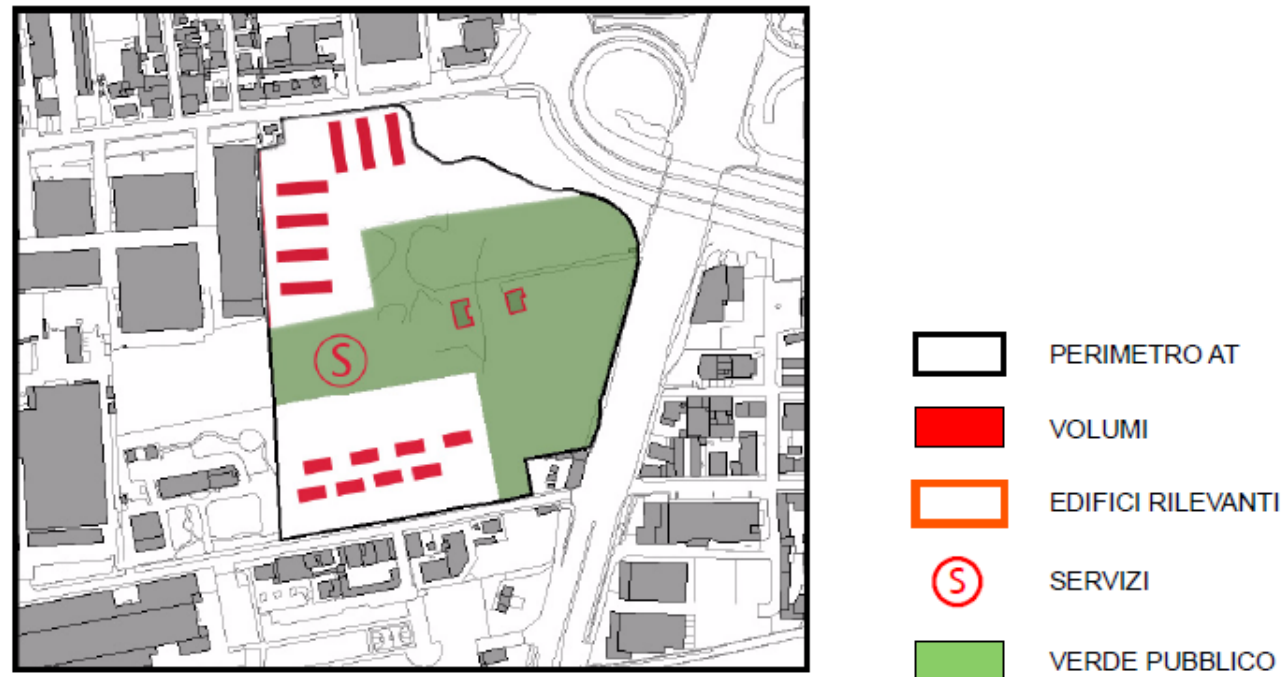 S
PERIMETRO AT
VOLUMI
EDIFICI RILEVANTI
S
SERVIZI
VERDE PUBBLICO